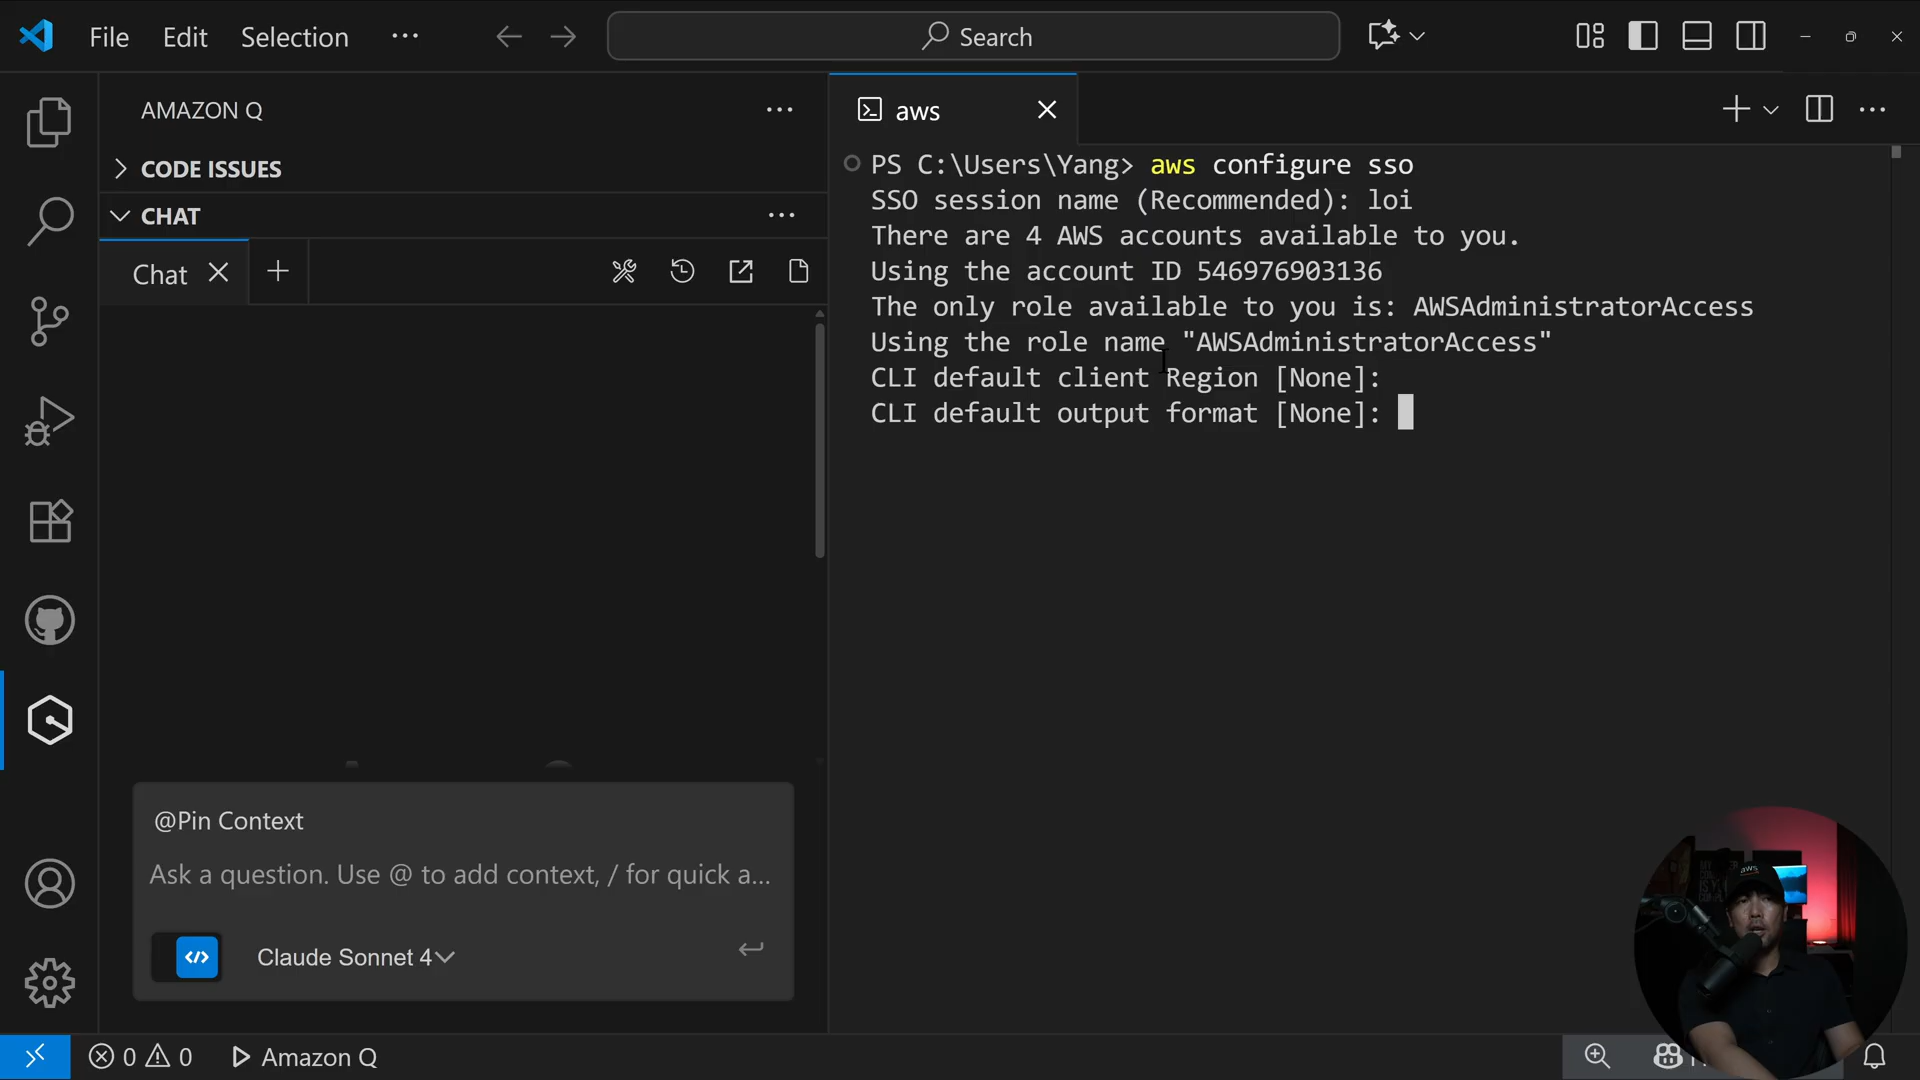 File Edit Selection ... Search
AMAZON Q
CODE ISSUES
CHAT
Chat
@Pin Context
Ask a question. Use @ to add context, / for quick a...
Claude Sonnet 4
aws
PS C:\Users\Yang> aws configure sso
SSO session name (Recommended): loi
There are 4 AWS accounts available to you.
Using the account ID 546976903136
The only role available to you is: AWSAdministratorAccess
Using the role name "AWSAdministratorAccess"
CLI default client Region [None]:
CLI default output format [None]:
aws
0 0 Amazon Q